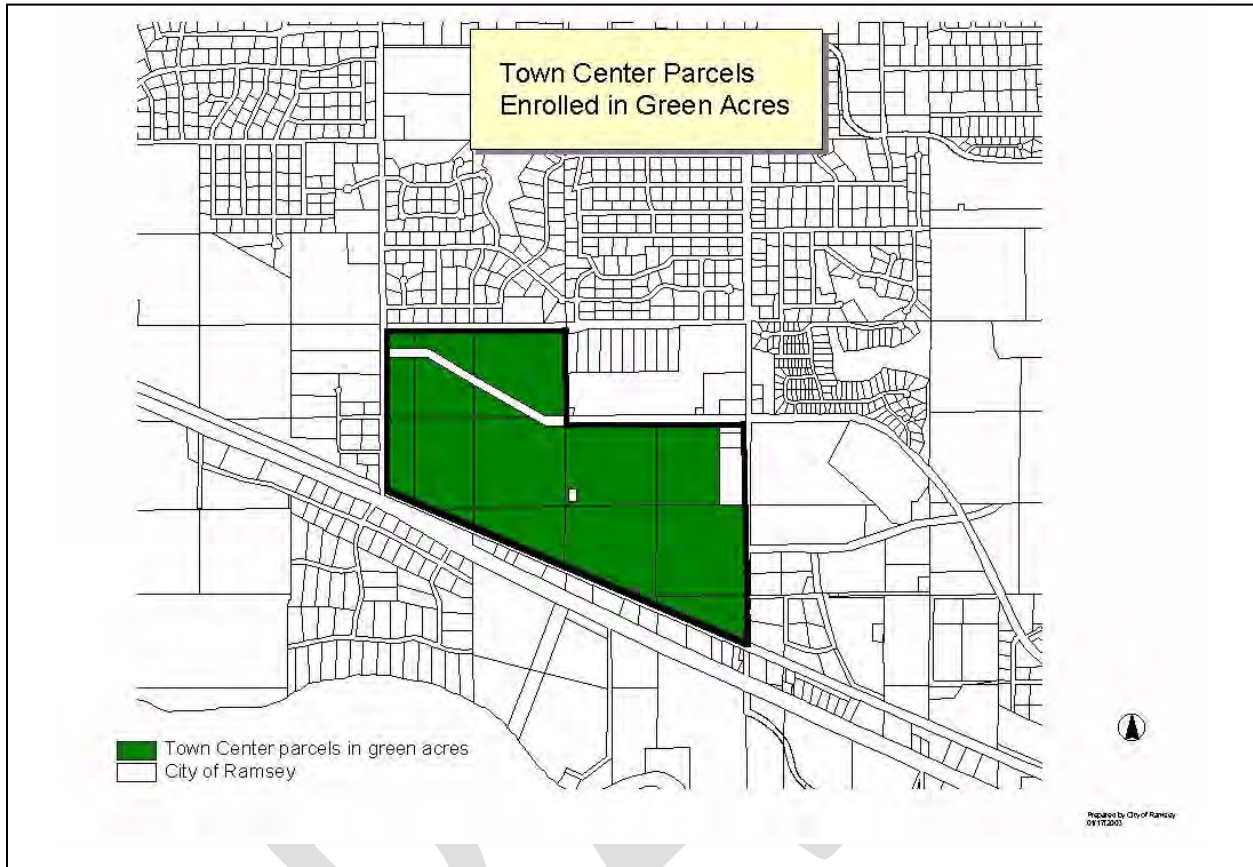 Town Center Parcels
Enrolled in Green Acres
Town Center parcels in green acres
City of Ramsey
Prepared by City of Ramsey